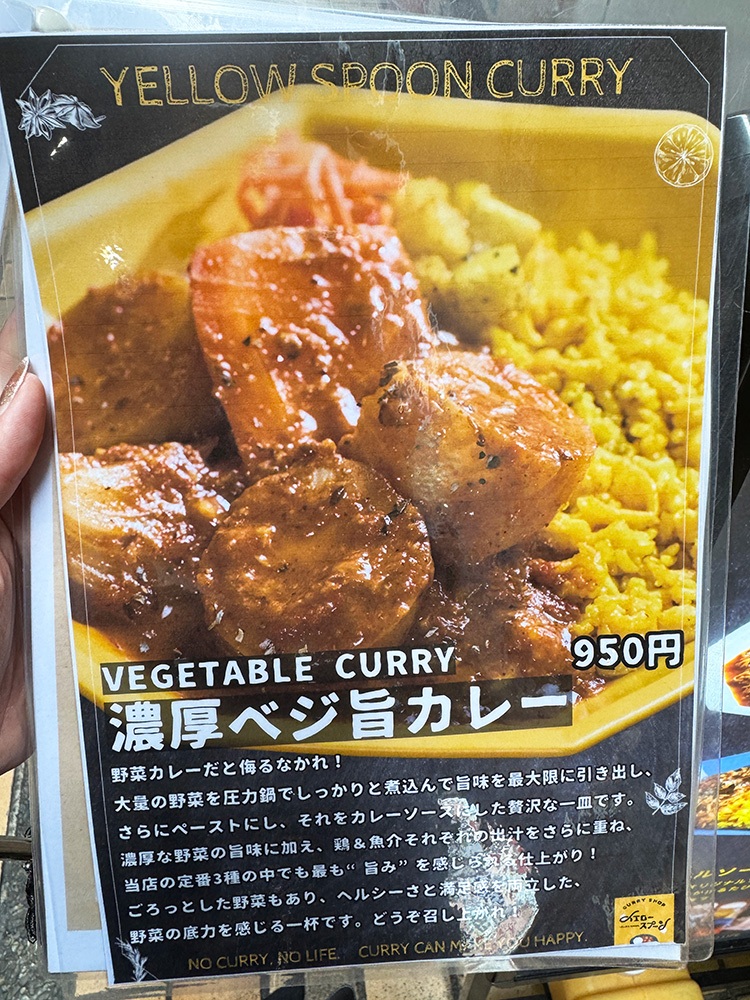 YELLOW SPOON CURRY
VEGETABLE CURRY
950円
濃厚ベジ旨カレー
野菜カレーだと侮るなかれ！
大量の野菜を圧力鍋でしっかりと煮込んで旨味を最大限に引き出し、
さらにペーストにし、それをカレーソースにした贅沢な一皿です。
濃厚な野菜の旨味に加え、鶏＆魚介それぞれの出汁をさらに重ね、
当店の定番3種の中でも最も“旨み”を感じられる仕上がり！
ごろっとした野菜もあり、ヘルシーさと満足感を両立した、
野菜の底力を感じる一杯です。どうぞ召し上がれ！
CURRY SHOP
イエロー
スプーン
NO CURRY, NO LIFE. CURRY CAN MAKE YOU HAPPY.